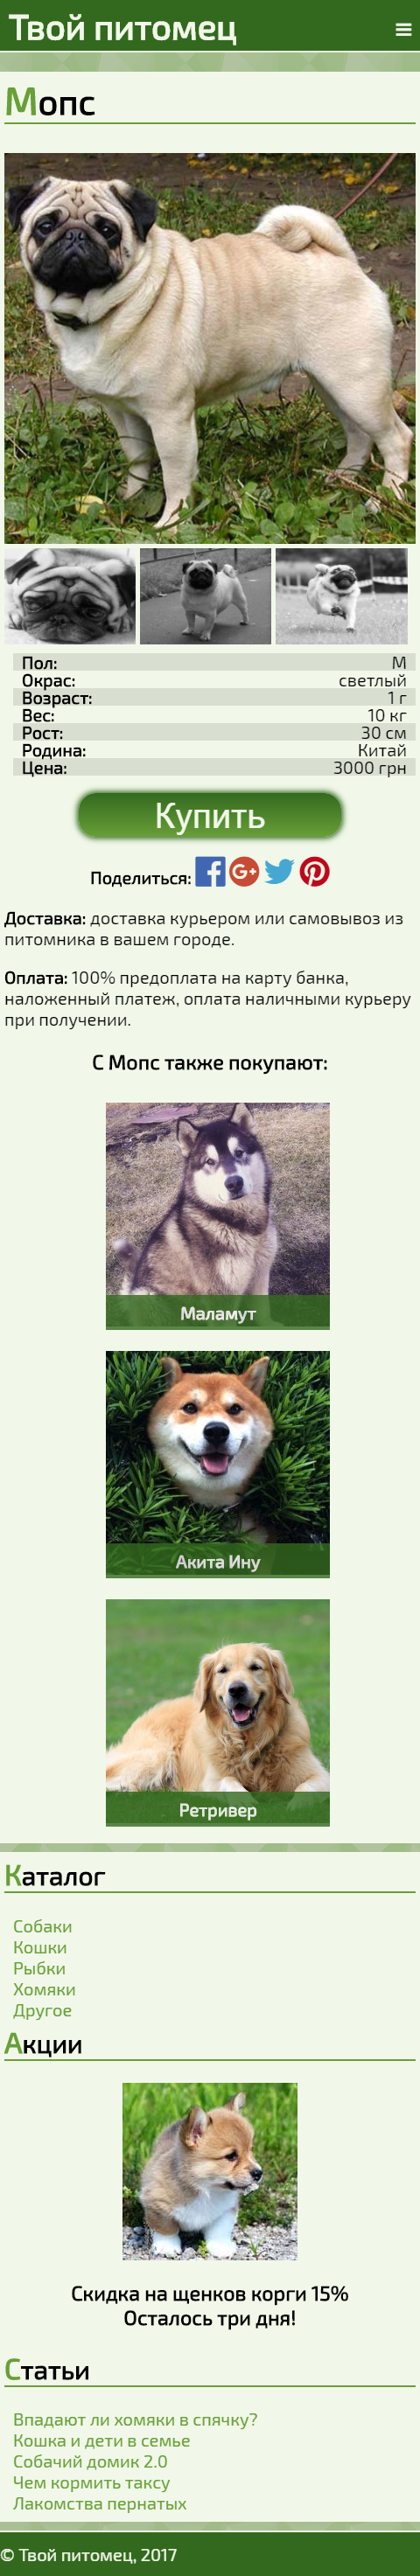 Твой питомец
Мопс
Пол: М
Окрас: светлый
Возраст: 1 г
Вес: 10 кг
Рост: 30 см
Родина: Китай
Цена: 3000 грн
Купить
Поделиться:
Доставка: доставка курьером или самовывоз из
питомника в вашем городе.
Оплата: 100% предоплата на карту банка,
наложенный платеж, оплата наличными курьеру
при получении.
С Мопс также покупают:
Маламут
Акита Ину
Ретривер
Каталог
Собаки
Кошки
Рыбки
Хомяки
Другое
Акции
Скидка на щенков корги 15%
Осталось три дня!
Статьи
Впадают ли хомяки в спячку?
Кошка и дети в семье
Собачий домик 2.0
Чем кормить таксу
Лакомства пернатых
© Твой питомец, 2017